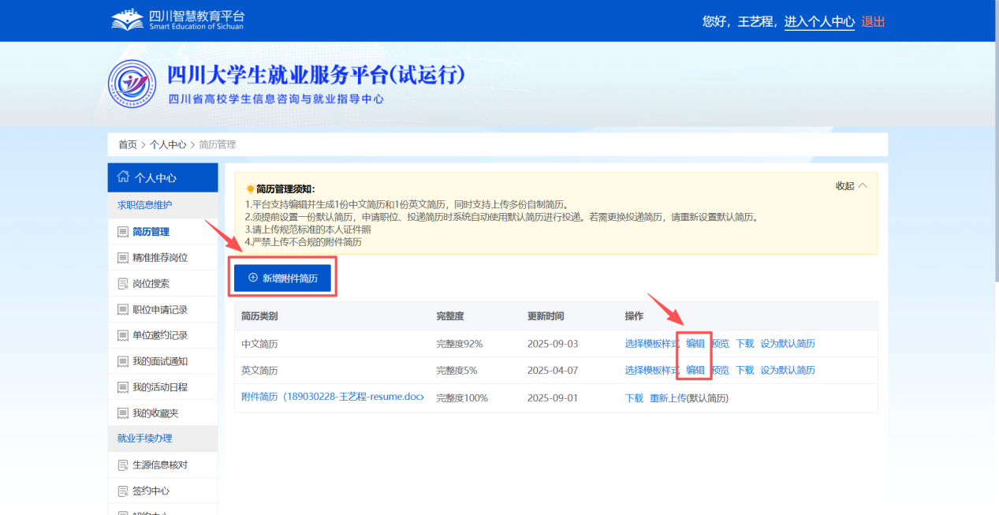 四川智慧教育平台
Smart Education of Sichuan
您好，王艺程，进入个人中心 退出
四川大学生就业服务平台(试运行)
四川省高校学生信息咨询与就业指导中心
首页 > 个人中心 > 简历管理
个人中心
求职信息维护
简历管理
精准推荐岗位
岗位搜索
职位申请记录
单位邀约记录
我的面试通知
我的活动日程
我的收藏夹
就业手续办理
生源信息核对
签约中心
简历管理须知：
收起
1.平台支持编辑并生成1份中文简历和1份英文简历，同时支持上传多份自制简历。
2.须提前设置一份默认简历，申请职位、投递简历时系统自动使用默认简历进行投递。若需更换投递简历，请重新设置默认简历。
3.请上传规范标准的本人证件照
4.严禁上传不合规的附件简历
新增附件简历
简历类别 完整度 更新时间 操作
中文简历 完整度92% 2025-09-03 选择模板样式 编辑 预览 下载 设为默认简历
英文简历 完整度5% 2025-04-07 选择模板样式 编辑 预览 下载 设为默认简历
附件简历（189030228-王艺程-resume.doc 完整度100% 2025-09-01 下载 重新上传(默认简历)